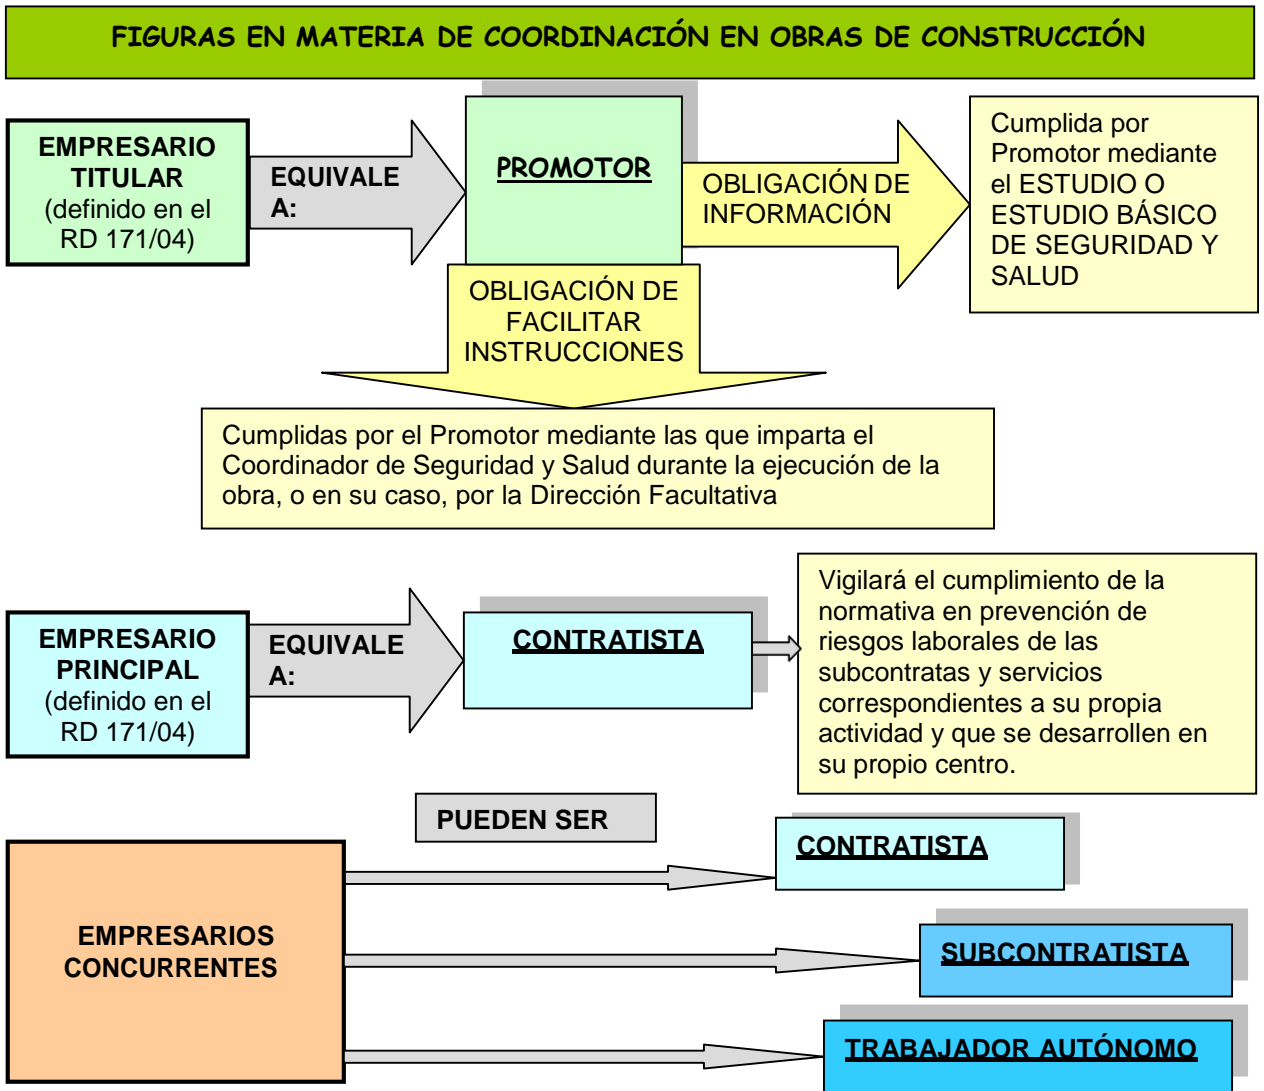 FIGURAS EN MATERIA DE COORDINACIÓN EN OBRAS DE CONSTRUCCIÓN
EMPRESARIO
TITULAR
(definido en el
RD 171/04)
EQUIVALE
A:
PROMOTOR
OBLIGACIÓN DE
INFORMACIÓN
Cumplida por
Promotor mediante
el ESTUDIO O
ESTUDIO BÁSICO
DE SEGURIDAD Y
SALUD
OBLIGACIÓN DE
FACILITAR
INSTRUCCIONES
Cumplidas por el Promotor mediante las que imparta el
Coordinador de Seguridad y Salud durante la ejecución de la
obra, o en su caso, por la Dirección Facultativa
EMPRESARIO
PRINCIPAL
(definido en el
RD 171/04)
EQUIVALE
A:
CONTRATISTA
Vigilará el cumplimiento de la
normativa en prevención de
riesgos laborales de las
subcontratas y servicios
correspondientes a su propia
actividad y que se desarrollen en
su propio centro.
PUEDEN SER
EMPRESARIOS
CONCURRENTES
CONTRATISTA
SUBCONTRATISTA
TRABAJADOR AUTÓNOMO